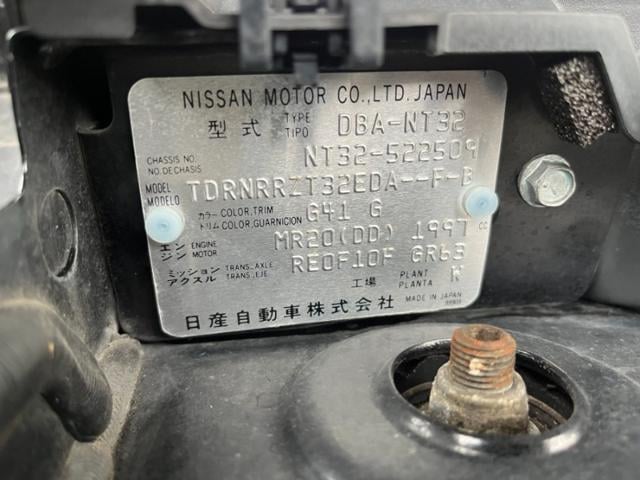 NISSAN MOTOR CO.,LTD. JAPAN
型式 TYPE TIPO DBA-NT32
CHASSIS NO. NO. DE CHASIS NT32-522509
MODEL MODELO TDRNRRZT32EDA--F-B
カラー トリム COLOR, TRIM COLOR, GUARNICION G41 G
エンジン ENGINE MOTOR MR20(DD) 1997 CC
ミッション アクスル TRANS., AXLE TRANS., EJE RE0F10F GR63
工場 PLANT PLANTA W
日産自動車株式会社 MADE IN JAPAN